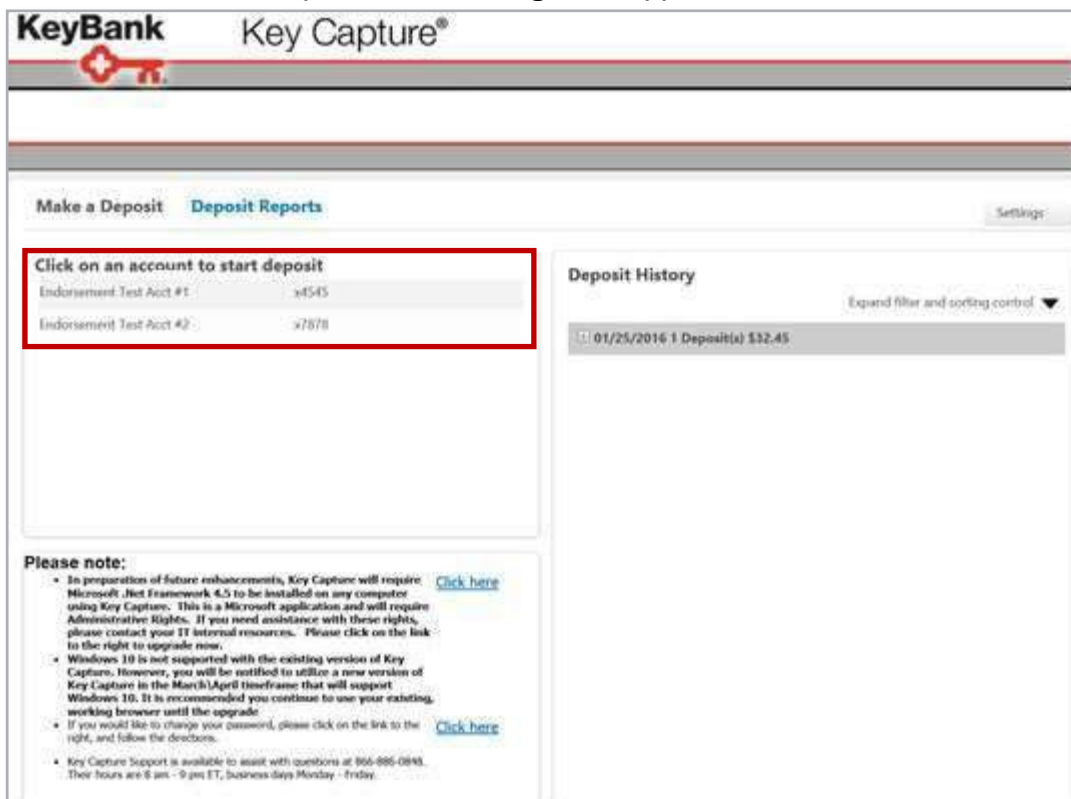 KeyBank
Key Capture®
Make a Deposit Deposit Reports
Settings
Click on an account to start deposit
Endorsement Test Acct #1 x4545
Endorsement Test Acct #2 x7878
Deposit History
Expand filter and sorting control
01/25/2016 1 Deposit(s) $32.45
Please note:
• In preparation of future enhancements, Key Capture will require Click here
Microsoft .Net Framework 4.5 to be installed on any computer
using Key Capture. This is a Microsoft application and will require
Administrative Rights. If you need assistance with these rights,
please contact your IT internal resources. Please click on the link
to the right to upgrade now.
• Windows 10 is not supported with the existing version of Key
Capture. However, you will be notified to utilize a new version of
Key Capture in the March\April timeframe that will support
Windows 10. It is recommended you continue to use your existing,
working browser until the upgrade
• If you would like to change your password, please click on the link to the Click here
right, and follow the directions.
• Key Capture Support is available to assist with questions at 866-886-0848.
Their hours are 8 am - 9 pm ET, business days Monday - Friday.